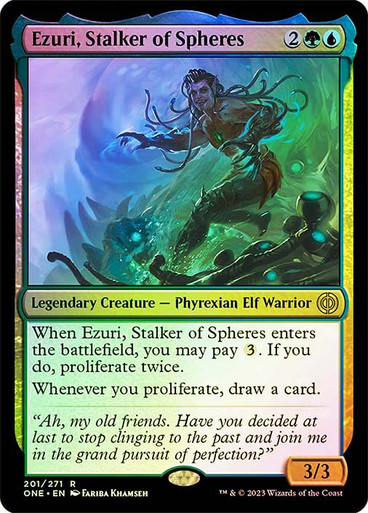 Ezuri, Stalker of Spheres 2
Legendary Creature — Phyrexian Elf Warrior
When Ezuri, Stalker of Spheres enters
the battlefield, you may pay 3. If you
do, proliferate twice.
Whenever you proliferate, draw a card.
“Ah, my old friends. Have you decided at
last to stop clinging to the past and join me
in the grand pursuit of perfection?”
3/3
201/271 R
ONE • EN Fariba Khamseh
™ & © 2023 Wizards of the Coast